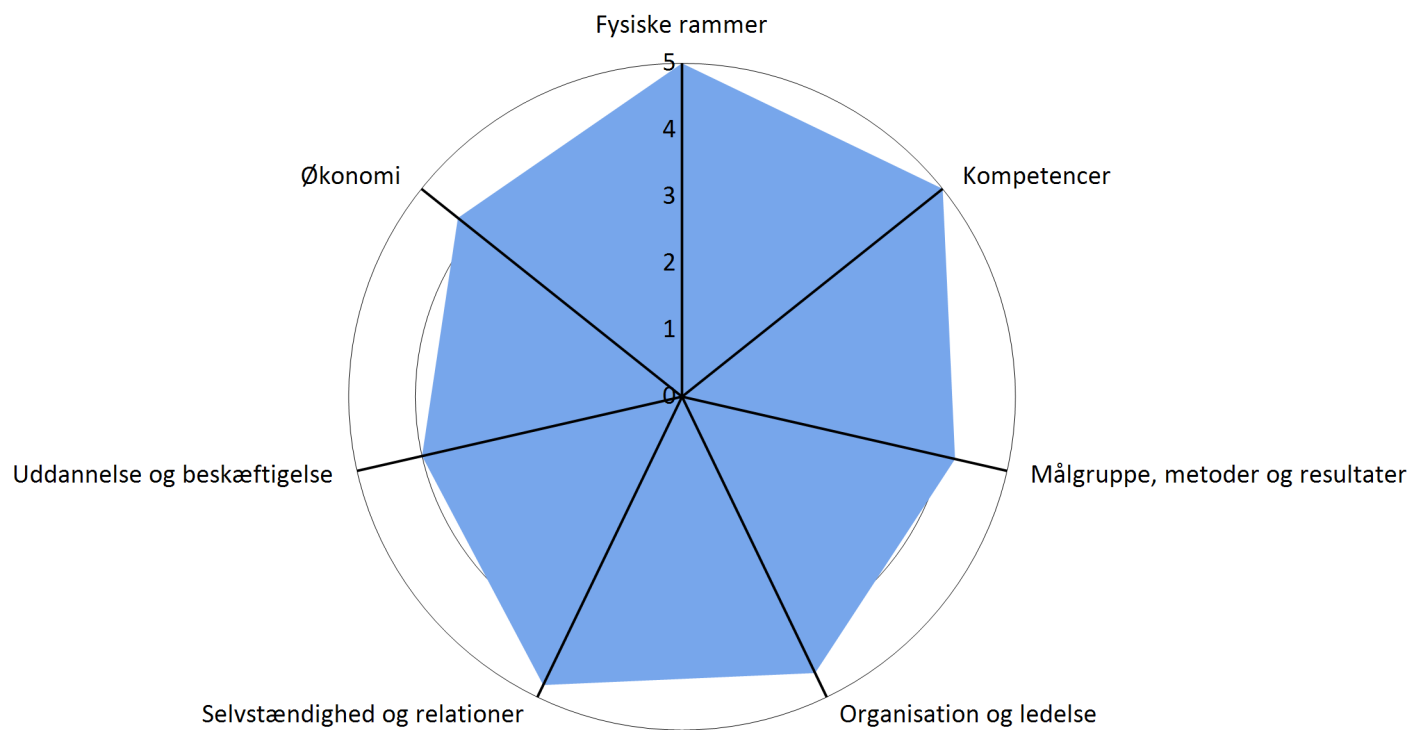 Fysiske rammer
5
4
3
2
1
0
Økonomi
Kompetencer
Uddannelse og beskæftigelse
Målgruppe, metoder og resultater
Selvstændighed og relationer
Organisation og ledelse